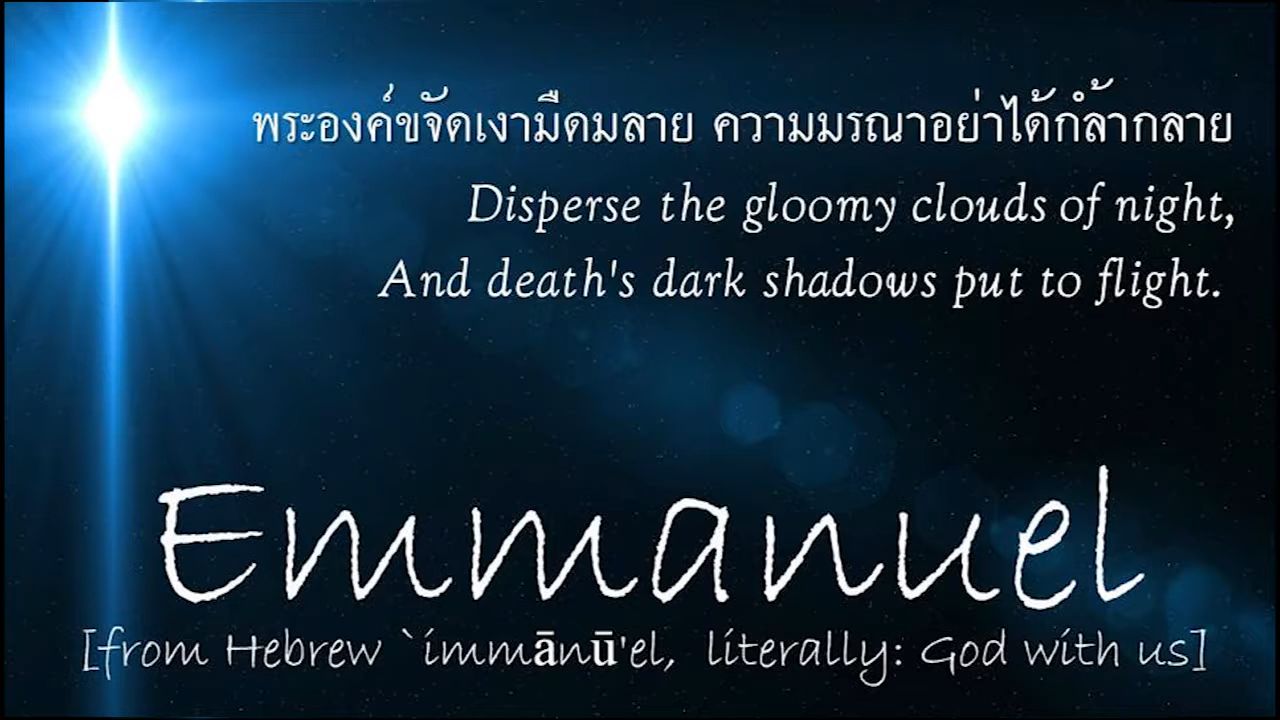 พระองค์ขจัดเงามืดมลาย ความมรณาอย่าได้ก้ำกลาย
Disperse the gloomy clouds of night,
And death's dark shadows put to flight.
Emmanuel
[from Hebrew `immānū'el, literally: God with us]